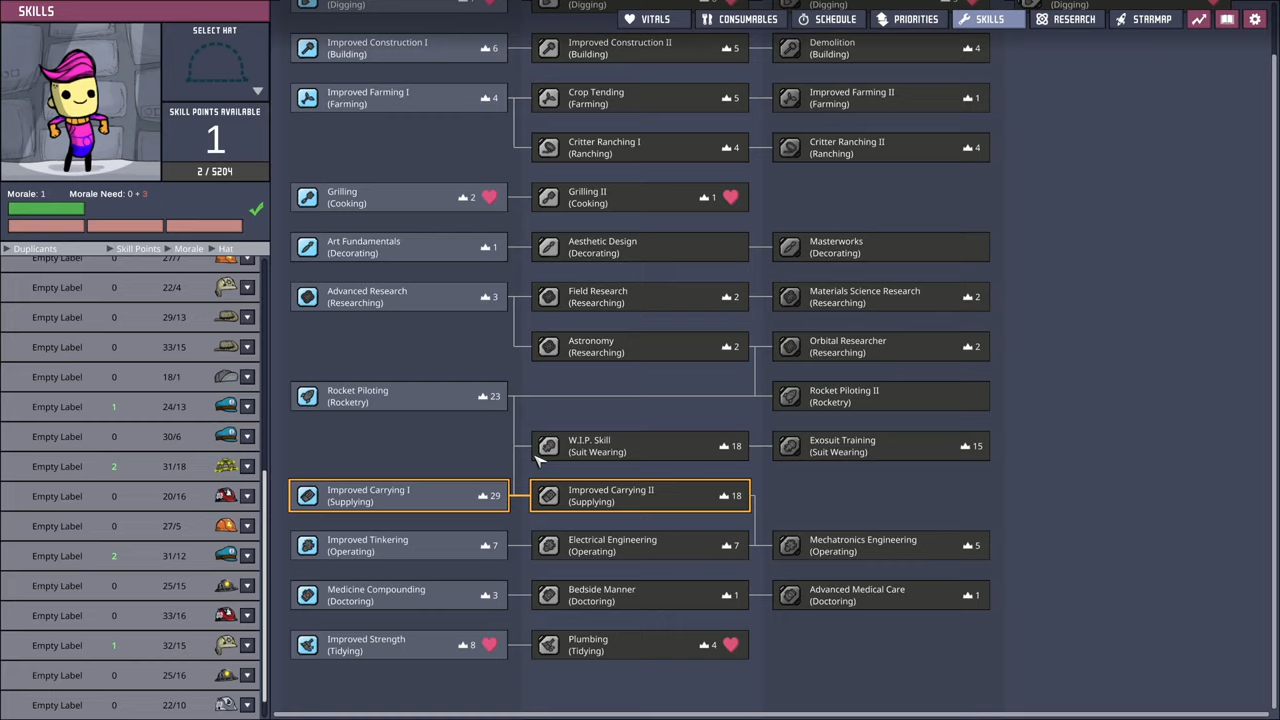 SKILLS
VITALS
CONSUMABLES
SCHEDULE
PRIORITIES
SKILLS
RESEARCH
STARMAP
(Digging)
(Digging)
(Digging)
SELECT HAT
SKILL POINTS AVAILABLE
1
2 / 5204
Morale: 1
Morale Need: 0 + 3
Duplicants
Skill Points
Morale
Hat
27/7
Empty Label 0 22/4
Empty Label 0 29/13
Empty Label 0 33/15
Empty Label 0 18/1
Empty Label 1 24/13
Empty Label 0 30/6
Empty Label 2 31/18
Empty Label 0 20/16
Empty Label 0 27/5
Empty Label 2 31/12
Empty Label 0 25/15
Empty Label 0 33/16
Empty Label 1 32/15
Empty Label 0 25/16
Empty Label 0 22/10
Improved Construction I
(Building)
6
Improved Construction II
(Building)
5
Demolition
(Building)
4
Improved Farming I
(Farming)
4
Crop Tending
(Farming)
5
Improved Farming II
(Farming)
1
Critter Ranching I
(Ranching)
4
Critter Ranching II
(Ranching)
4
Grilling
(Cooking)
2
Grilling II
(Cooking)
1
Art Fundamentals
(Decorating)
1
Aesthetic Design
(Decorating)
Masterworks
(Decorating)
Advanced Research
(Researching)
3
Field Research
(Researching)
2
Materials Science Research
(Researching)
2
Astronomy
(Researching)
2
Orbital Researcher
(Researching)
2
Rocket Piloting
(Rocketry)
23
Rocket Piloting II
(Rocketry)
W.I.P. Skill
(Suit Wearing)
18
Exosuit Training
(Suit Wearing)
15
Improved Carrying I
(Supplying)
29
Improved Carrying II
(Supplying)
18
Improved Tinkering
(Operating)
7
Electrical Engineering
(Operating)
7
Mechatronics Engineering
(Operating)
5
Medicine Compounding
(Doctoring)
3
Bedside Manner
(Doctoring)
1
Advanced Medical Care
(Doctoring)
1
Improved Strength
(Tidying)
8
Plumbing
(Tidying)
4